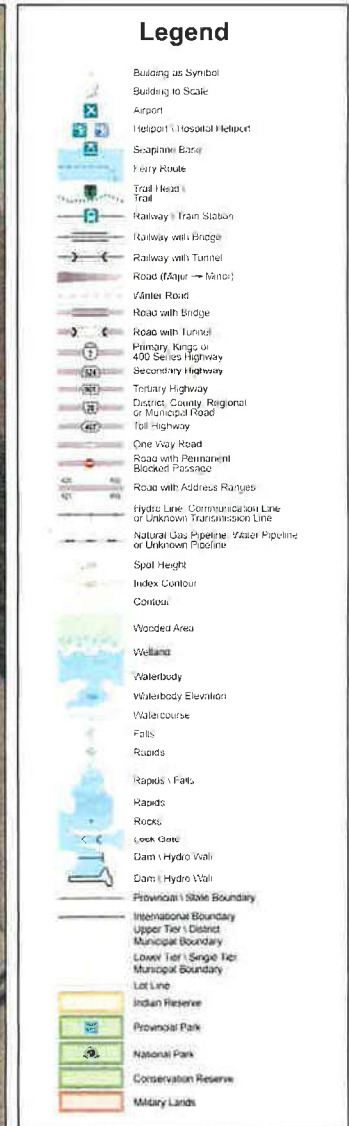 Legend
Building as Symbol
Building to Scale
Airport
Heliport \ Hospital Heliport
Seaplane Base
Ferry Route
Trail Head \
Trail
Railway \ Train Station
Railway with Bridge
Railway with Tunnel
Road (Major → Minor)
Winter Road
Road with Bridge
Road with Tunnel
Primary, Kings or
400 Series Highway
Secondary Highway
Tertiary Highway
District, County, Regional
or Municipal Road
Toll Highway
One Way Road
Road with Permanent
Blocked Passage
Road with Address Ranges
Hydro Line, Communication Line
or Unknown Transmission Line
Natural Gas Pipeline, Water Pipeline
or Unknown Pipeline
Spot Height
Index Contour
Contour
Wooded Area
Wetland
Waterbody
Waterbody Elevation
Watercourse
Falls
Rapids
Rapids \ Falls
Rapids
Rocks
Lock Gate
Dam \ Hydro Wall
Dam \ Hydro Wall
Provincial \ State Boundary
International Boundary
Upper Tier \ District
Municipal Boundary
Lower Tier \ Single Tier
Municipal Boundary
Lot Line
Indian Reserve
Provincial Park
National Park
Conservation Reserve
Military Lands